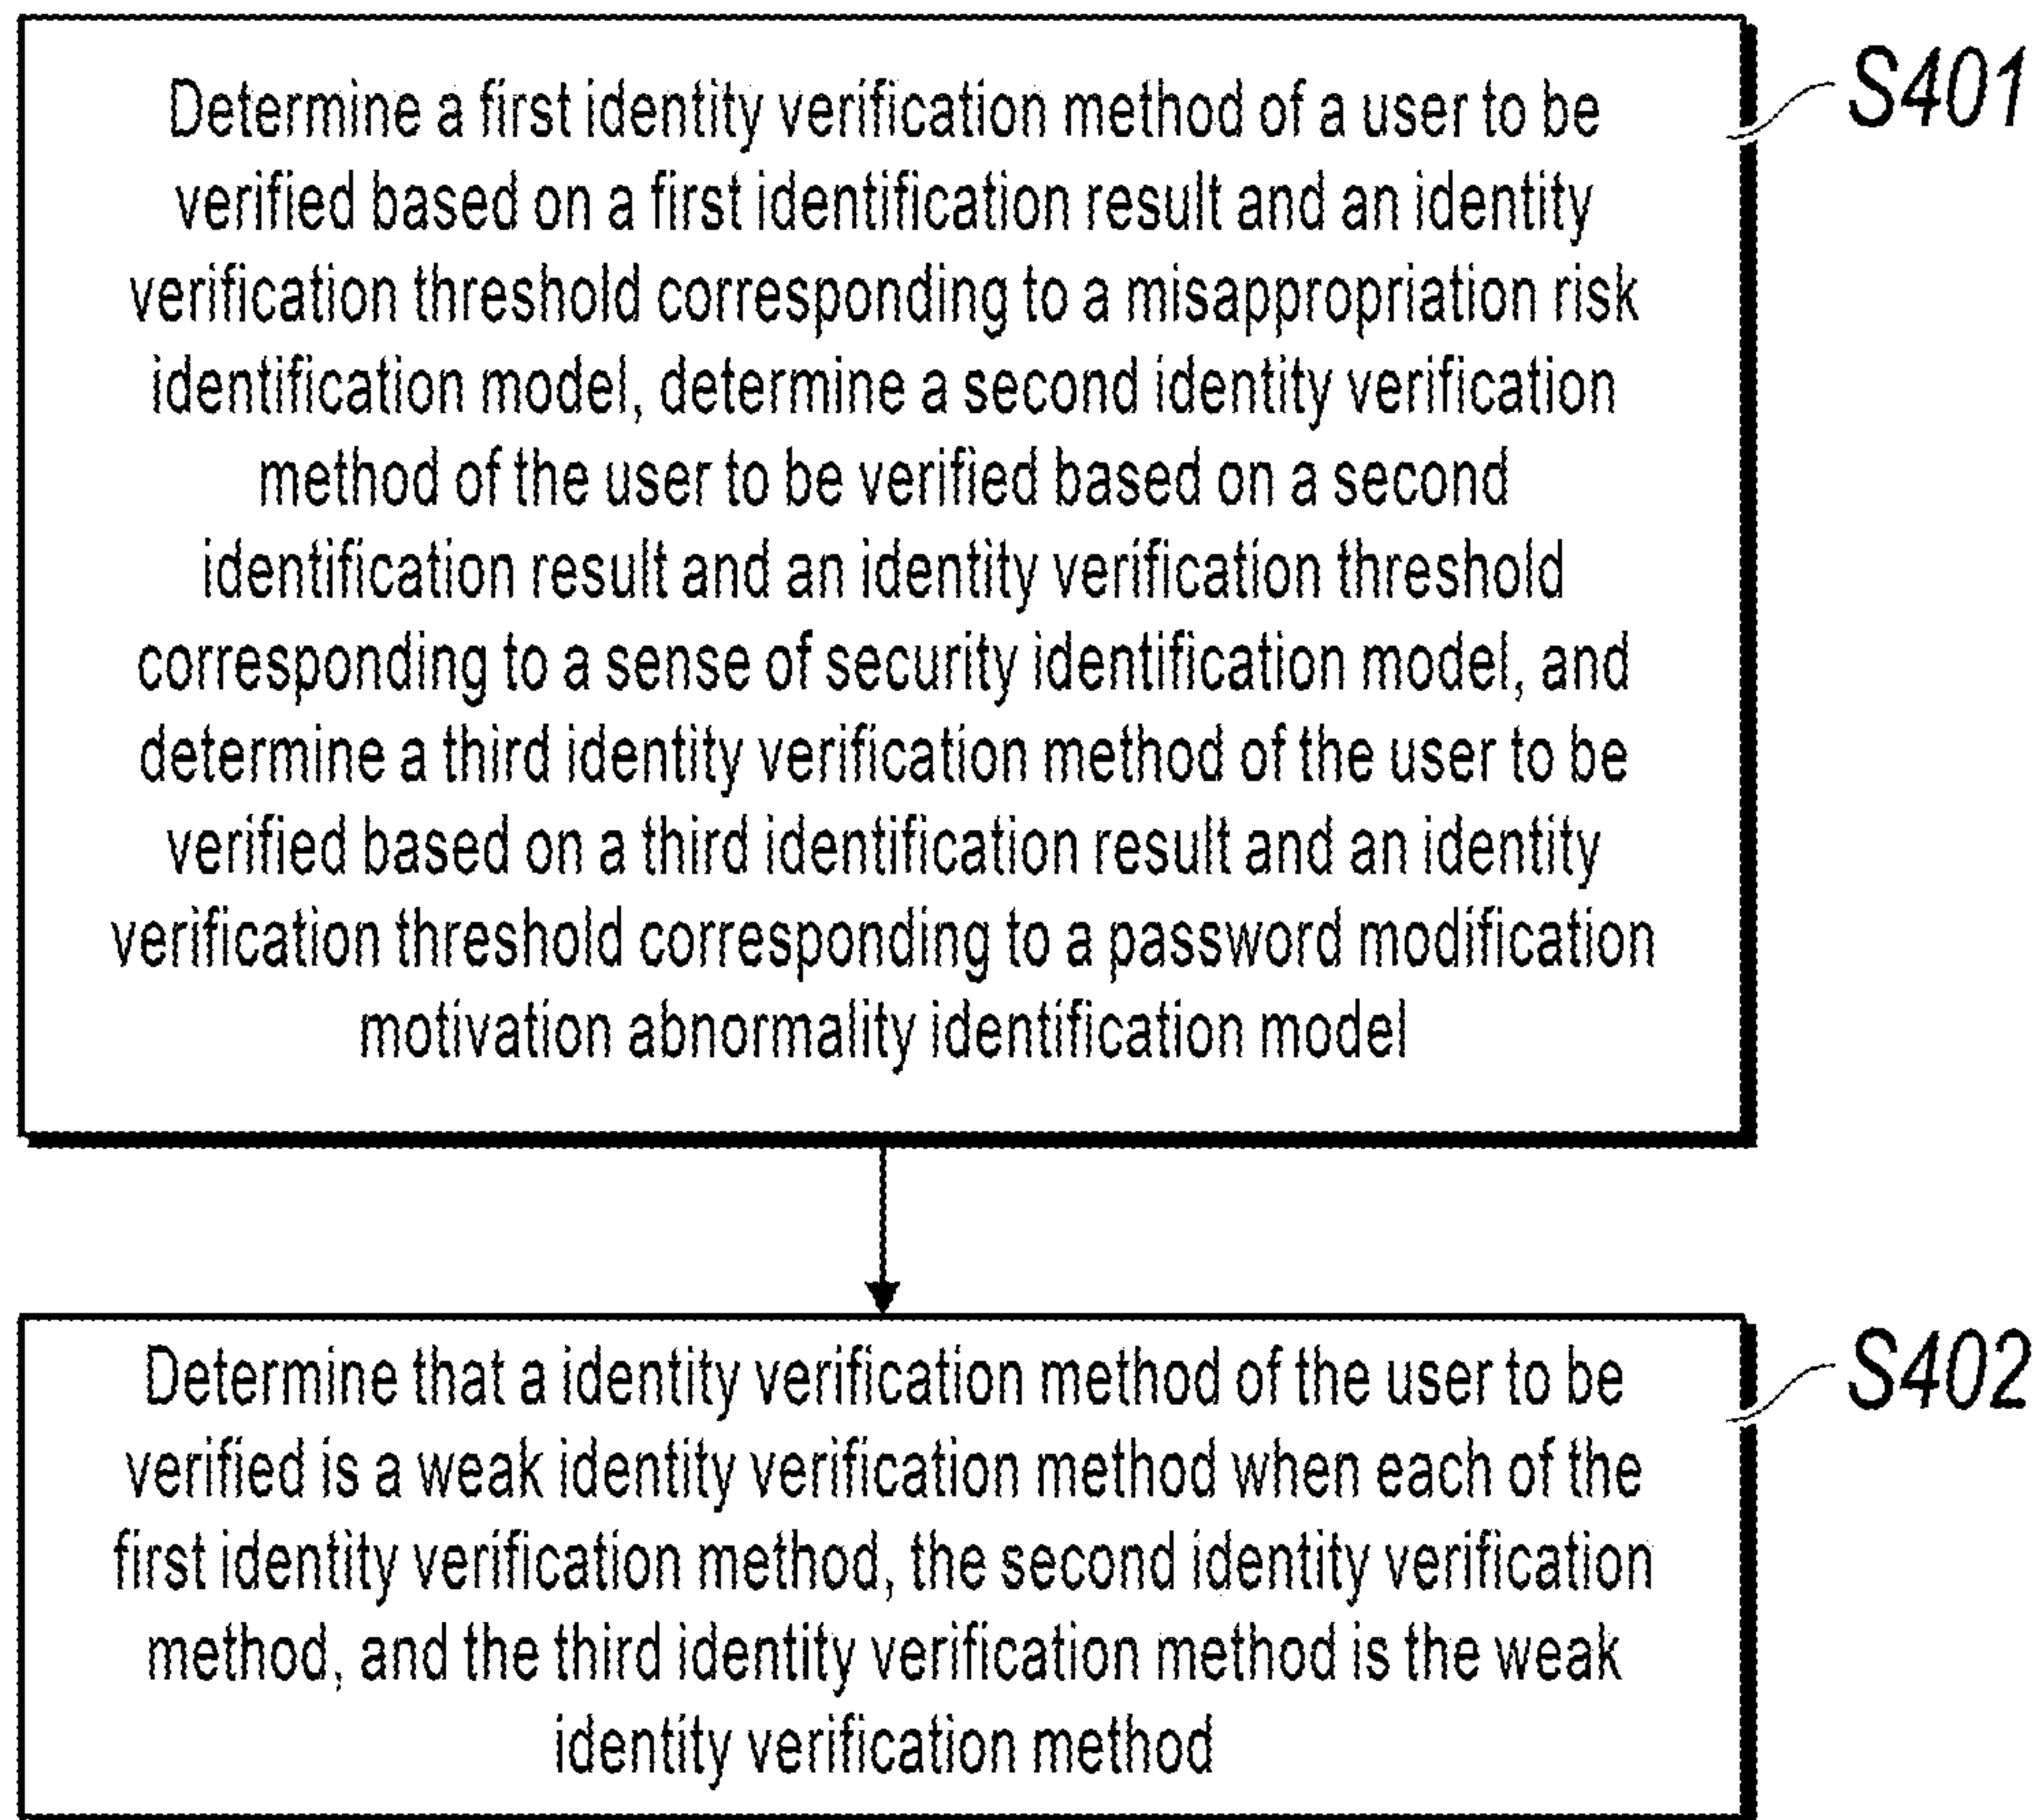 Determine a first identity verification method of a user to be
verified based on a first identification result and an identity
verification threshold corresponding to a misappropriation risk
identification model, determine a second identity verification
method of the user to be verified based on a second
identification result and an identity verification threshold
corresponding to a sense of security identification model, and
determine a third identity verification method of the user to be
verified based on a third identification result and an identity
verification threshold corresponding to a password modification
motivation abnormality identification model
S401
Determine that a identity verification method of the user to be
verified is a weak identity verification method when each of the
first identity verification method, the second identity verification
method, and the third identity verification method is the weak
identity verification method
S402